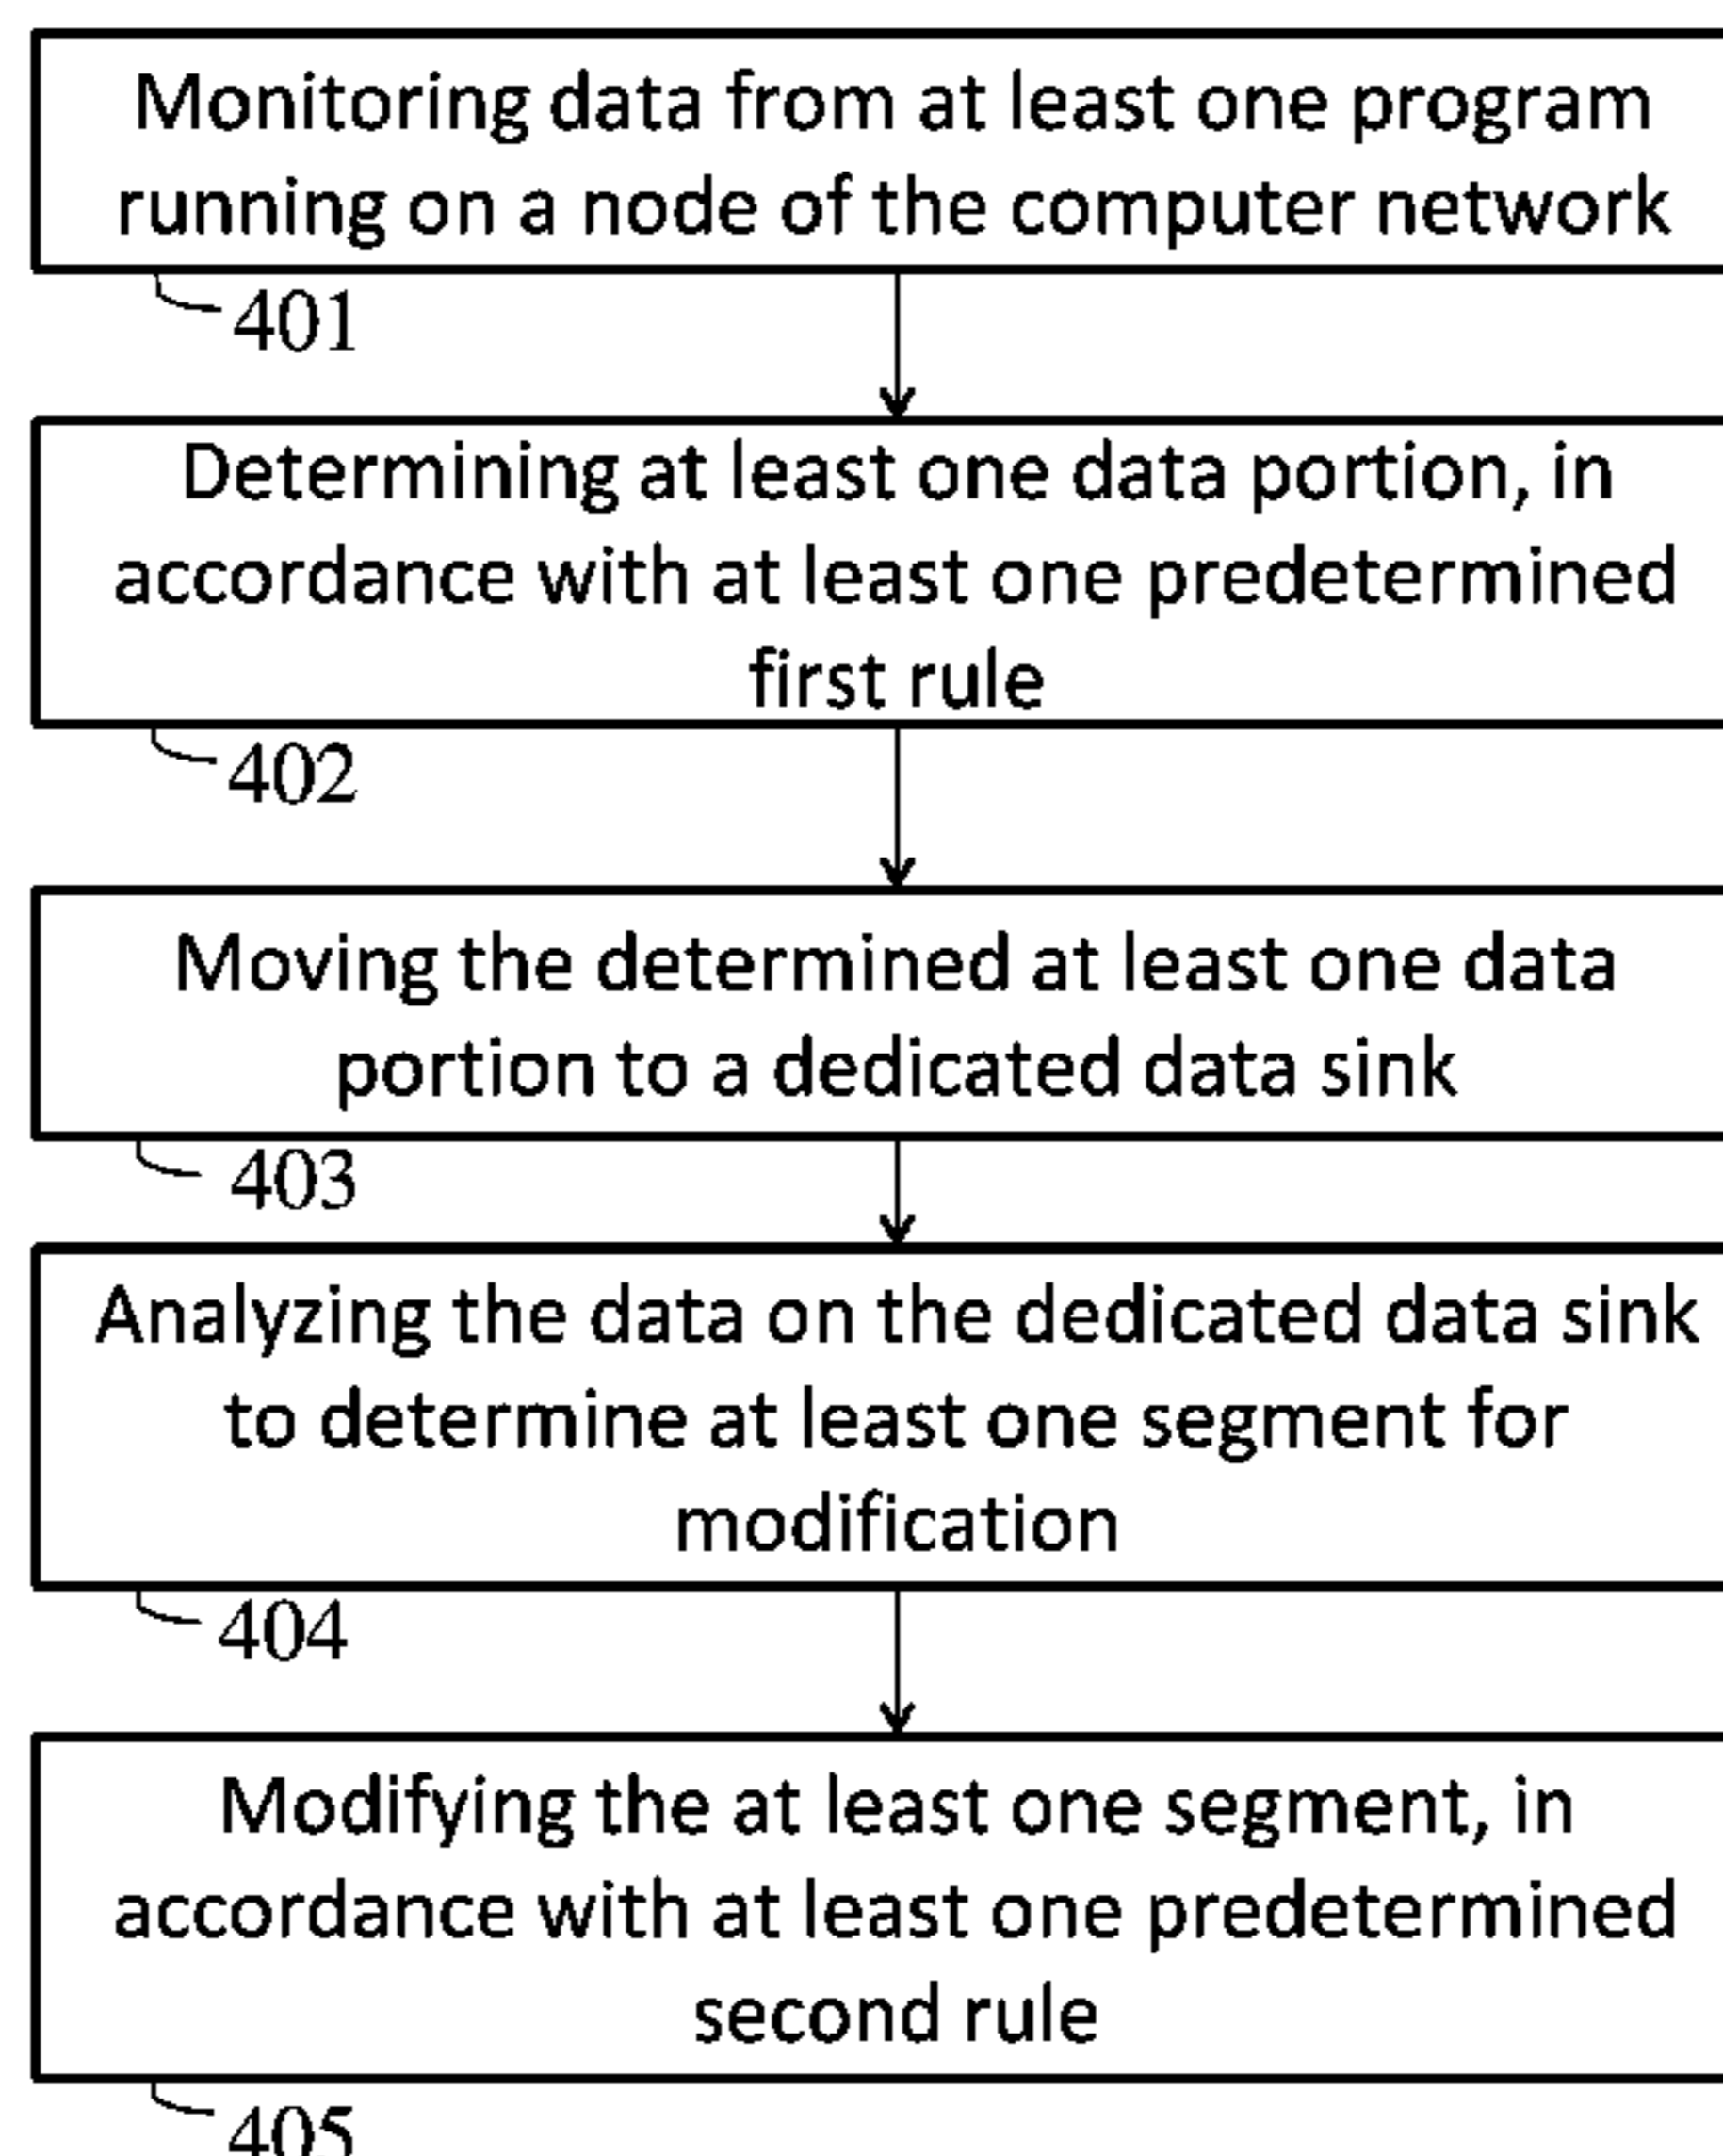 Monitoring data from at least one program
running on a node of the computer network
401
Determining at least one data portion, in
accordance with at least one predetermined
first rule
402
Moving the determined at least one data
portion to a dedicated data sink
403
Analyzing the data on the dedicated data sink
to determine at least one segment for
modification
404
Modifying the at least one segment, in
accordance with at least one predetermined
second rule
405